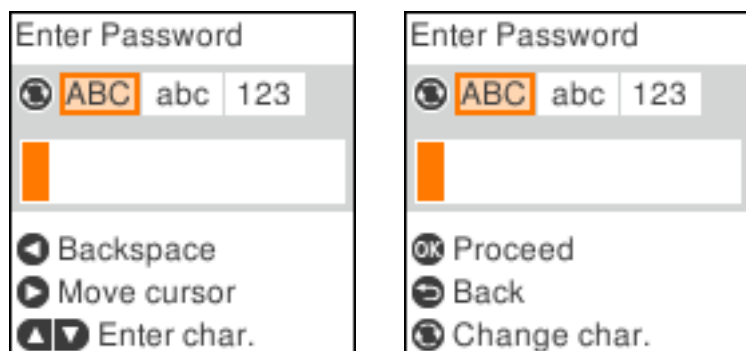 Enter Password
ABC abc 123
Backspace
Move cursor
Enter char.
Enter Password
ABC abc 123
OK Proceed
Back
Change char.